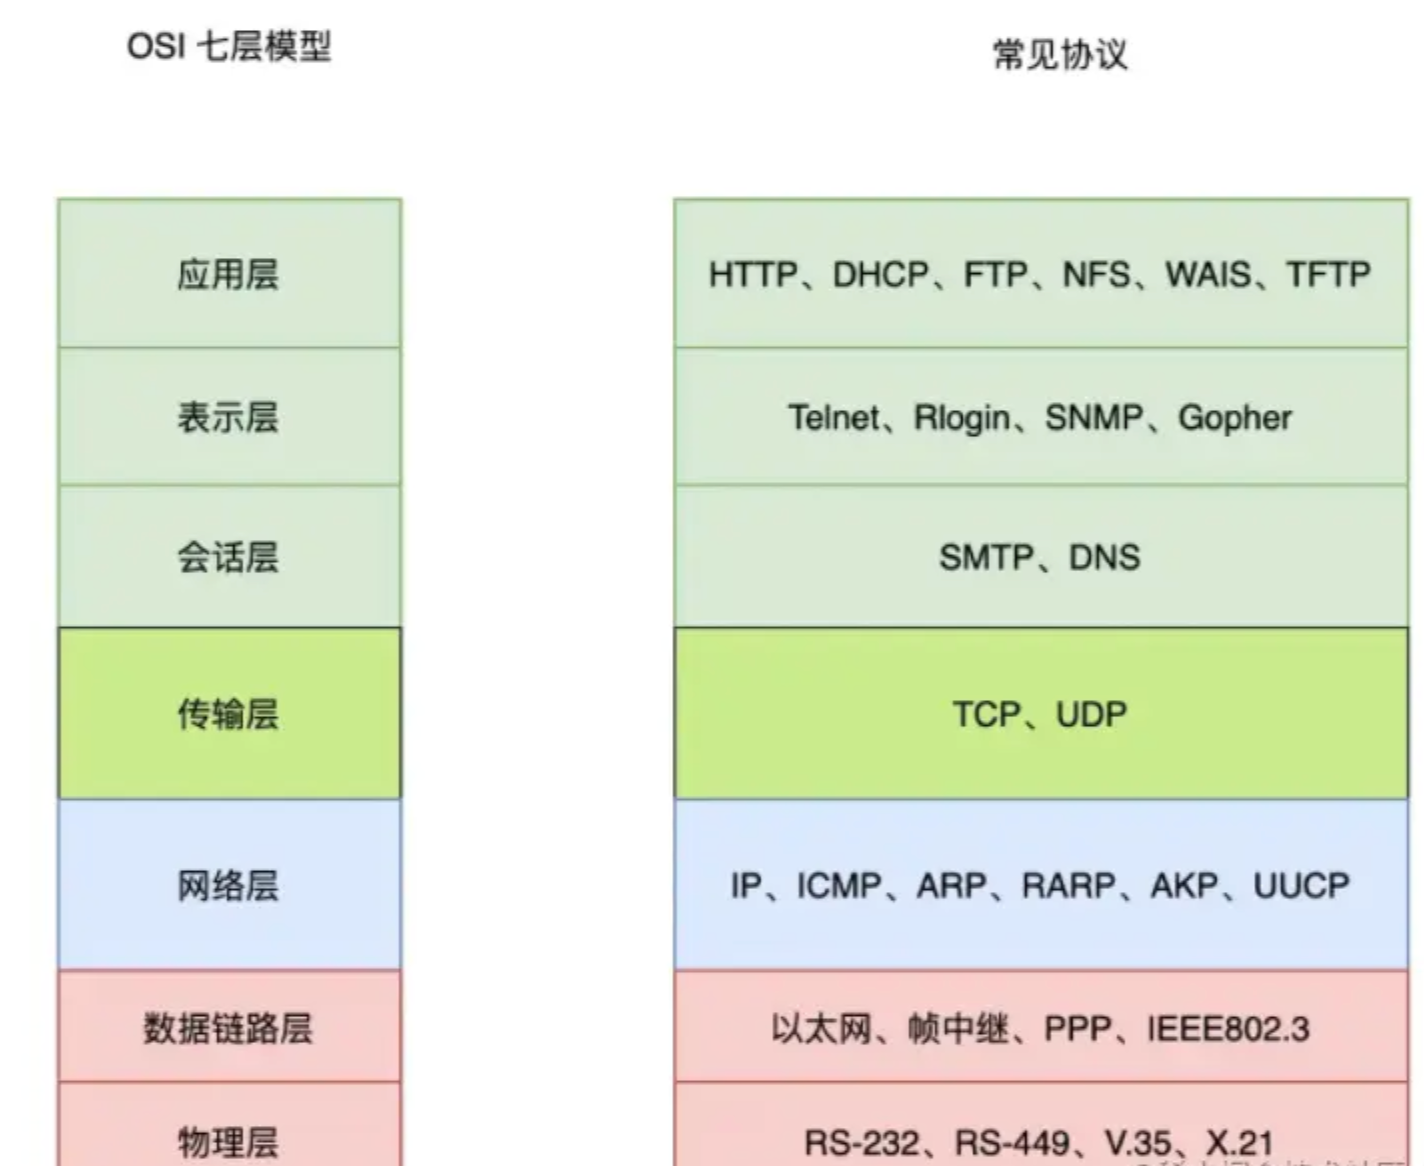 OSI 七层模型
常见协议
应用层
HTTP、DHCP、FTP、NFS、WAIS、TFTP
表示层
Telnet、Rlogin、SNMP、Gopher
会话层
SMTP、DNS
传输层
TCP、UDP
网络层
IP、ICMP、ARP、RARP、AKP、UUCP
数据链路层
以太网、帧中继、PPP、IEEE802.3
物理层
RS-232、RS-449、V.35、X.21